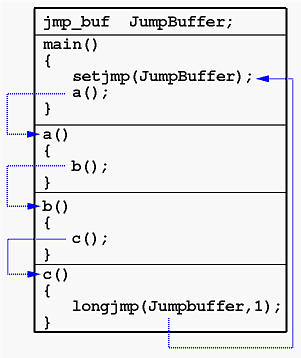 jmp_buf  JumpBuffer;
main()
{
   setjmp(JumpBuffer);
   a();
}
a()
{
   b();
}
b()
{
   c();
}
c()
{
   longjmp(Jumpbuffer,1);
}